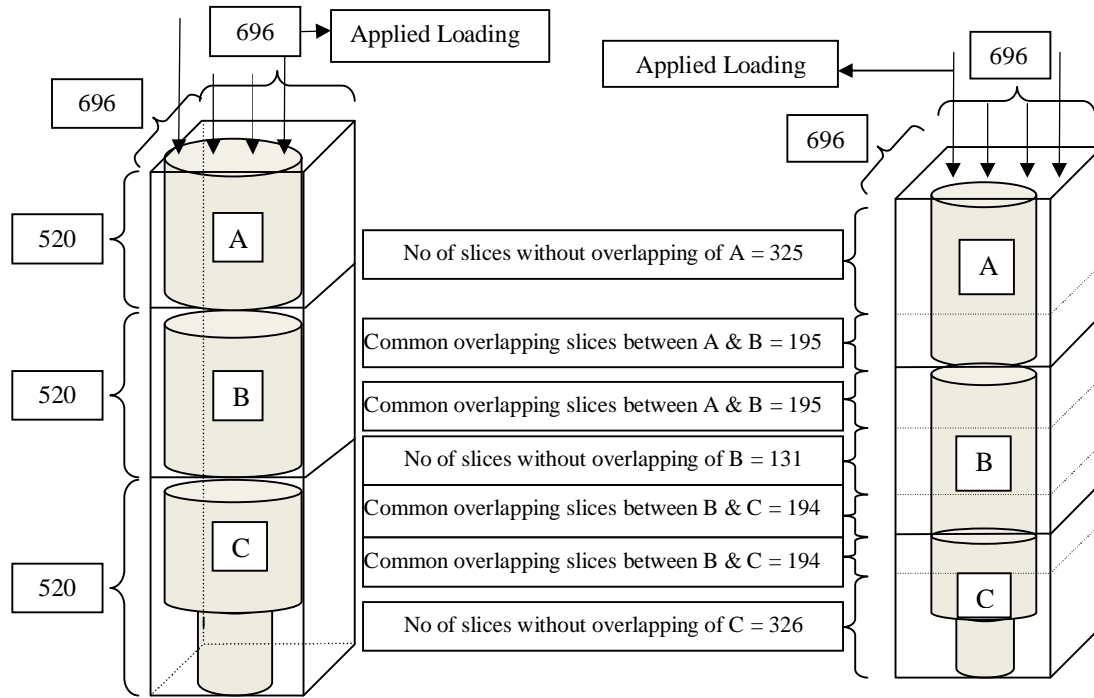 696
Applied Loading
696
520
A
520
B
520
C
No of slices without overlapping of A = 325
Common overlapping slices between A & B = 195
Common overlapping slices between A & B = 195
No of slices without overlapping of B = 131
Common overlapping slices between B & C = 194
Common overlapping slices between B & C = 194
No of slices without overlapping of C = 326
Applied Loading
696
696
A
B
C